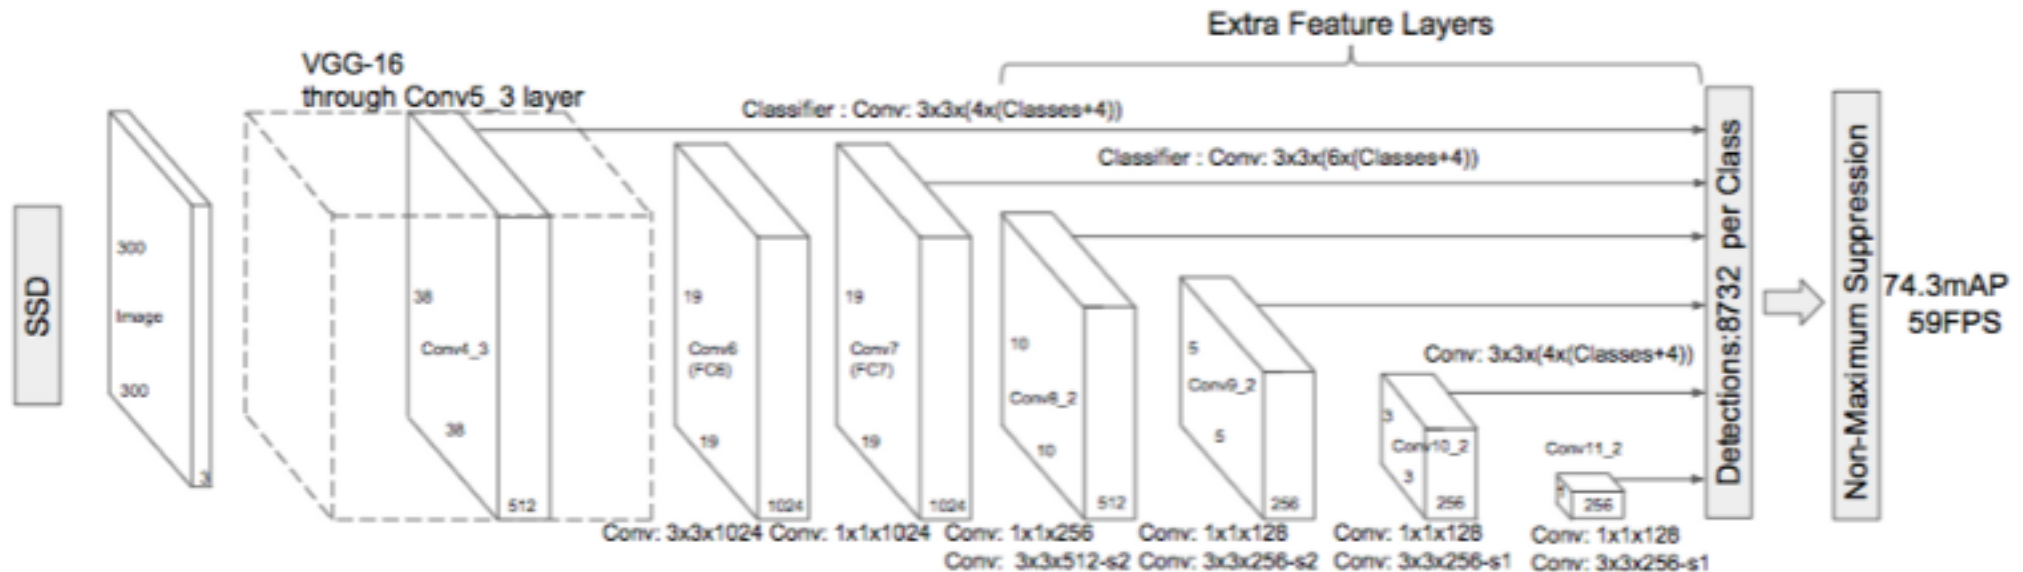 Extra Feature Layers
VGG-16
through Conv5_3 layer
Classifier : Conv: 3x3x(4x(Classes+4))
Classifier : Conv: 3x3x(6x(Classes+4))
SSD
300
Image
300
3
38
Conv4_3
38
512
19
Conv6
(FC6)
19
1024
19
Conv7
(FC7)
19
1024
10
Conv8_2
10
512
5
Conv9_2
5
256
Conv: 3x3x(4x(Classes+4))
3
Conv10_2
3
256
Conv11_2
256
Detections:8732 per Class
Non-Maximum Suppression
74.3mAP
59FPS
Conv: 3x3x1024
Conv: 1x1x1024
Conv: 1x1x256
Conv: 3x3x512-s2
Conv: 1x1x128
Conv: 3x3x256-s2
Conv: 1x1x128
Conv: 3x3x256-s1
Conv: 1x1x128
Conv: 3x3x256-s1